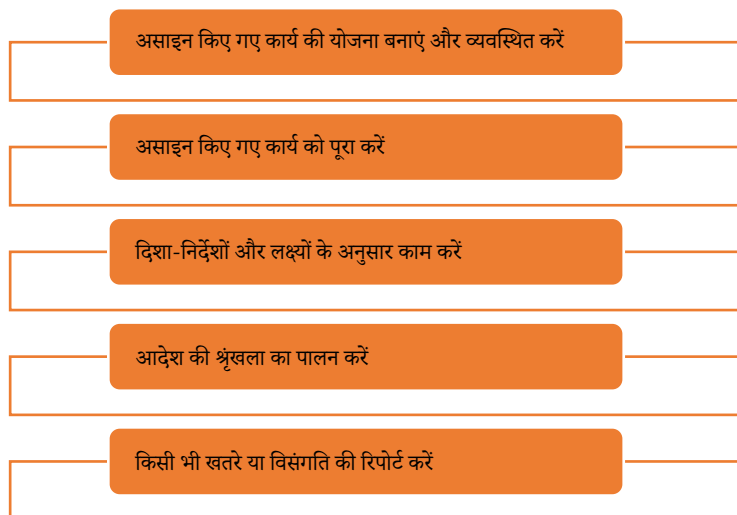 असाइन किए गए कार्य की योजना बनाएं और व्यवस्थित करें
असाइन किए गए कार्य को पूरा करें
दिशा-निर्देशों और लक्ष्यों के अनुसार काम करें
आदेश की श्रृंखला का पालन करें
किसी भी खतरे या विसंगति की रिपोर्ट करें